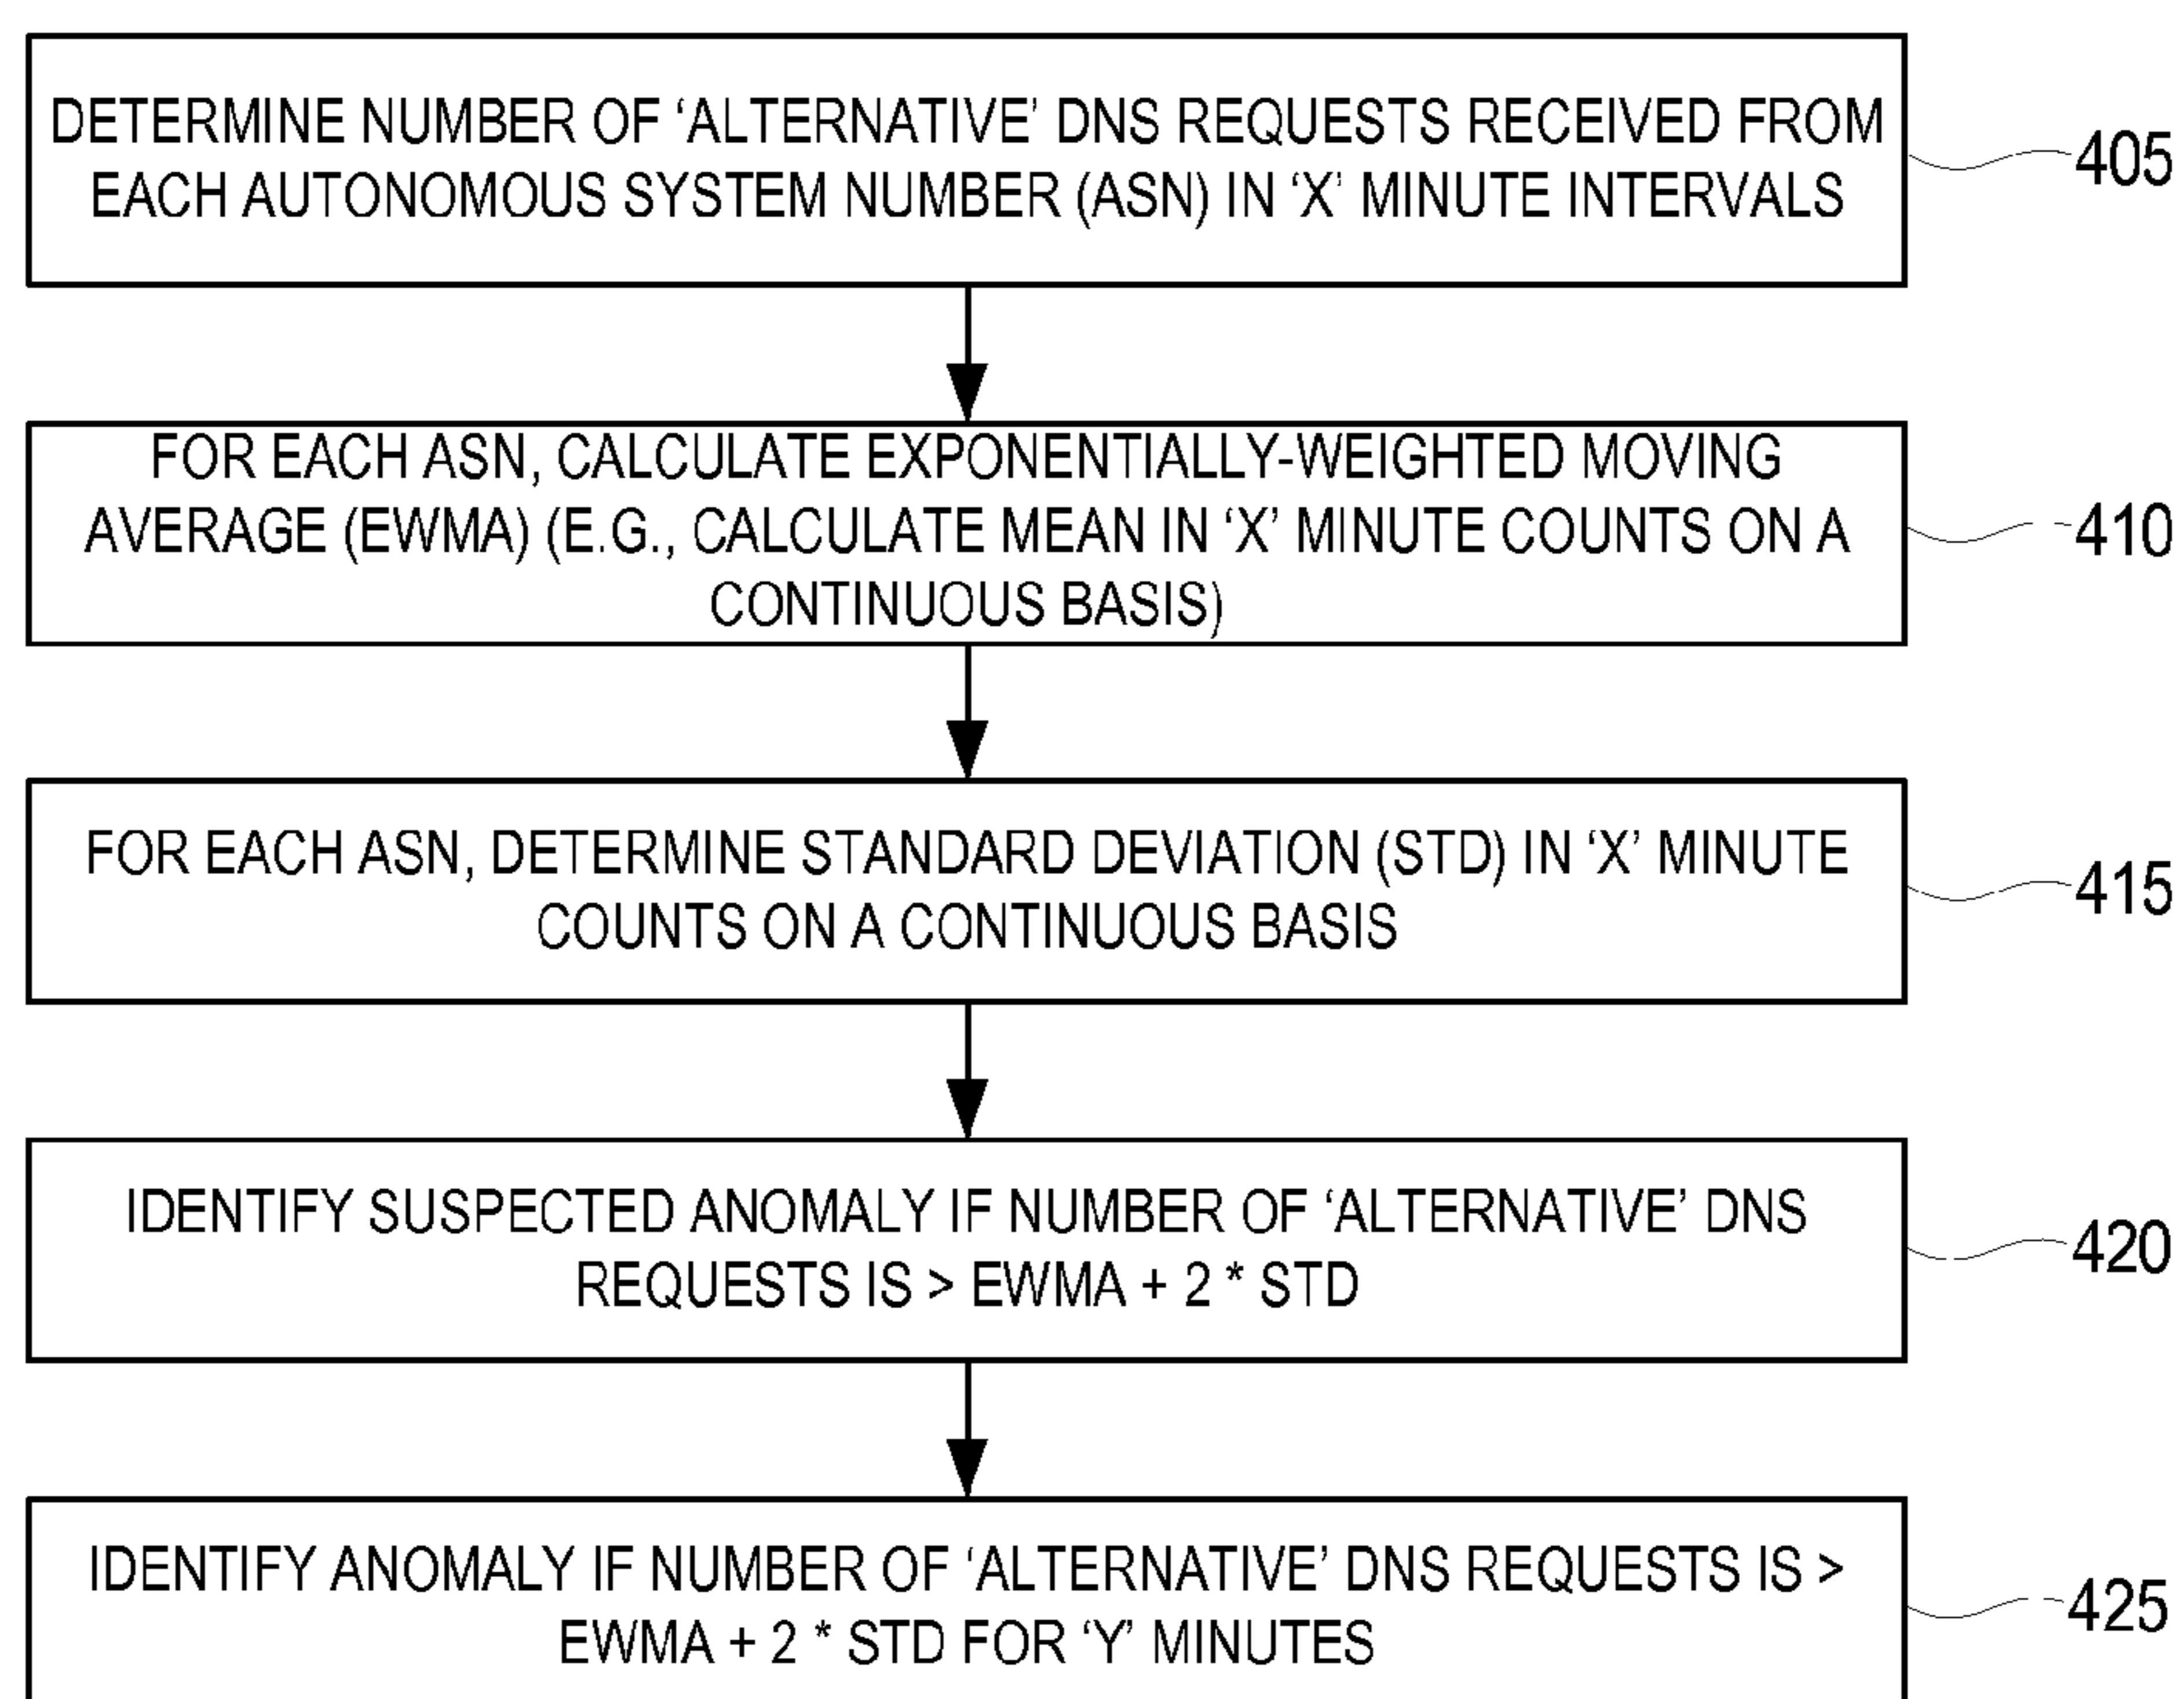 DETERMINE NUMBER OF ‘ALTERNATIVE’ DNS REQUESTS RECEIVED FROM
EACH AUTONOMOUS SYSTEM NUMBER (ASN) IN ‘X’ MINUTE INTERVALS
405
FOR EACH ASN, CALCULATE EXPONENTIALLY-WEIGHTED MOVING
AVERAGE (EWMA) (E.G., CALCULATE MEAN IN ‘X’ MINUTE COUNTS ON A
CONTINUOUS BASIS)
410
FOR EACH ASN, DETERMINE STANDARD DEVIATION (STD) IN ‘X’ MINUTE
COUNTS ON A CONTINUOUS BASIS
415
IDENTIFY SUSPECTED ANOMALY IF NUMBER OF ‘ALTERNATIVE’ DNS
REQUESTS IS > EWMA + 2 * STD
420
IDENTIFY ANOMALY IF NUMBER OF ‘ALTERNATIVE’ DNS REQUESTS IS >
EWMA + 2 * STD FOR ‘Y’ MINUTES
425